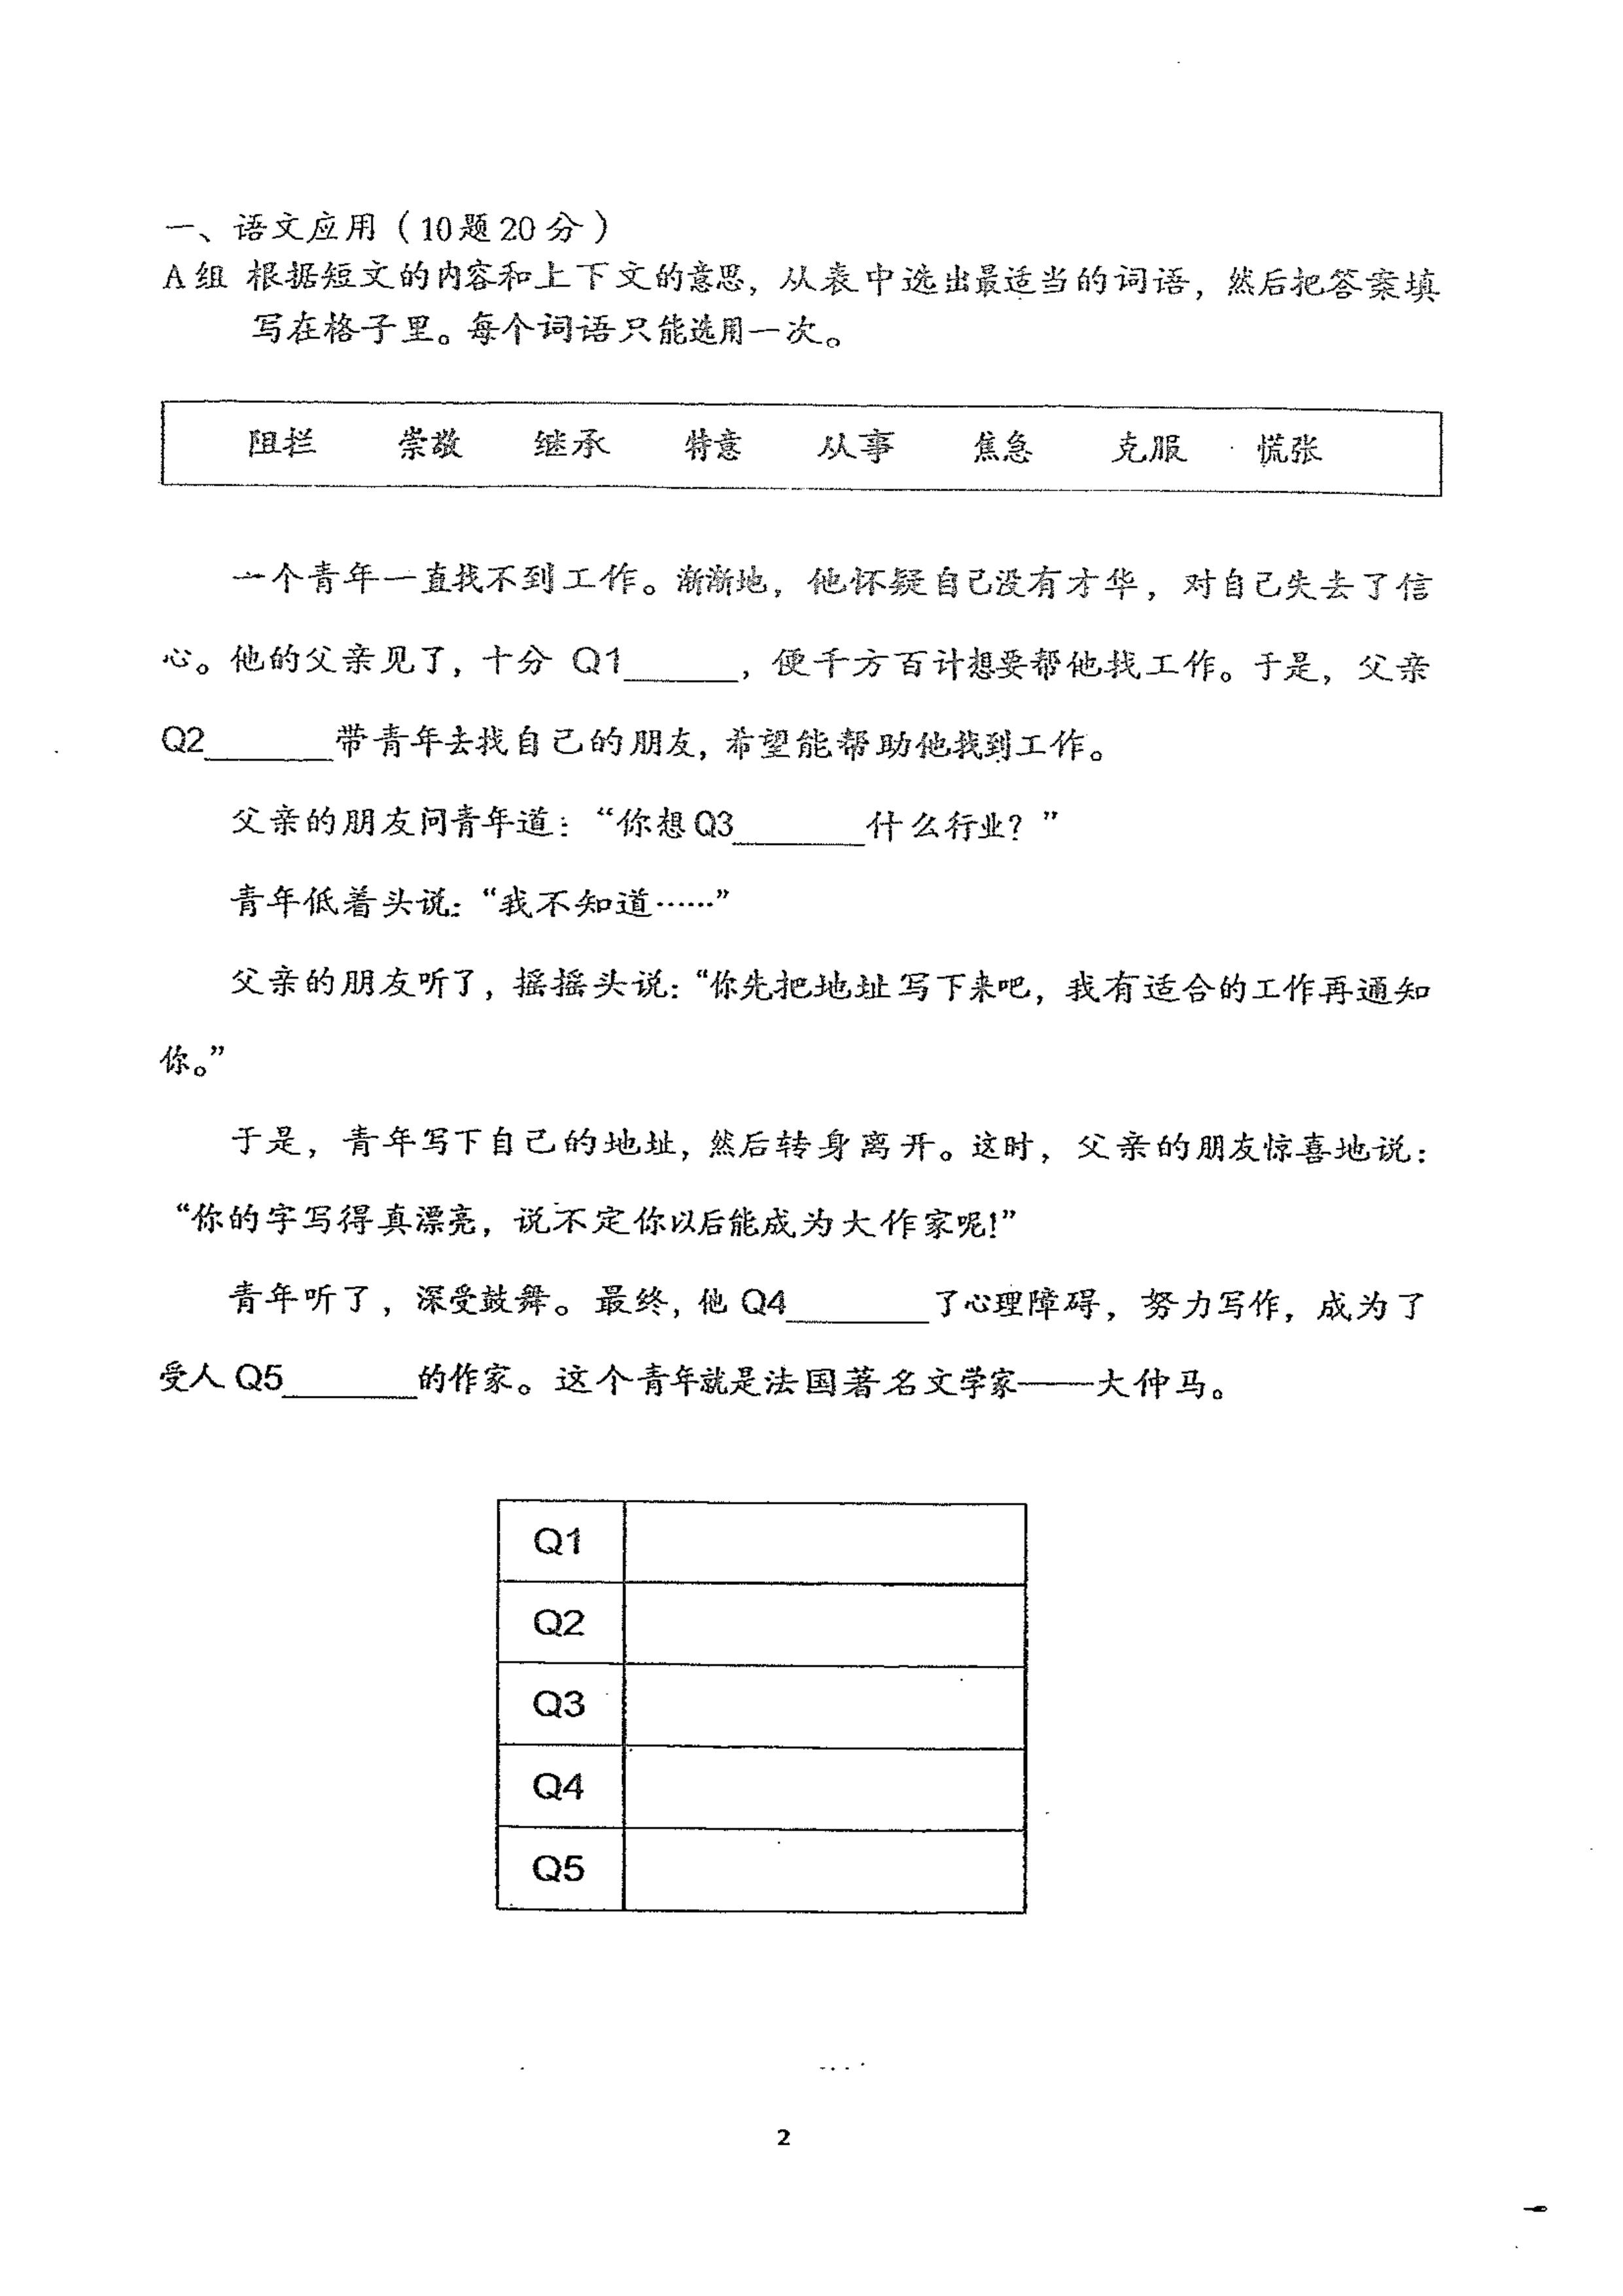 一、语文应用（10题20分）
A组 根据短文的内容和上下文的意思，从表中选出最适当的词语，然后把答案填
写在格子里。每个词语只能选用一次。
阻拦 崇敬 继承 特意 从事 焦急 克服 慌张
一个青年一直找不到工作。渐渐地，他怀疑自己没有才华，对自己失去了信
心。他的父亲见了，十分 Q1______，便千方百计想要帮他找工作。于是，父亲
Q2_______带青年去找自己的朋友，希望能帮助他找到工作。
父亲的朋友问青年道：“你想Q3_______什么行业？”
青年低着头说：“我不知道……”
父亲的朋友听了，摇摇头说：“你先把地址写下来吧，我有适合的工作再通知
你。”
于是，青年写下自己的地址，然后转身离开。这时，父亲的朋友惊喜地说：
“你的字写得真漂亮，说不定你以后能成为大作家呢！”
青年听了，深受鼓舞。最终，他 Q4________了心理障碍，努力写作，成为了
受人 Q5_______的作家。这个青年就是法国著名文学家——大仲马。
Q1
Q2
Q3
Q4
Q5
2